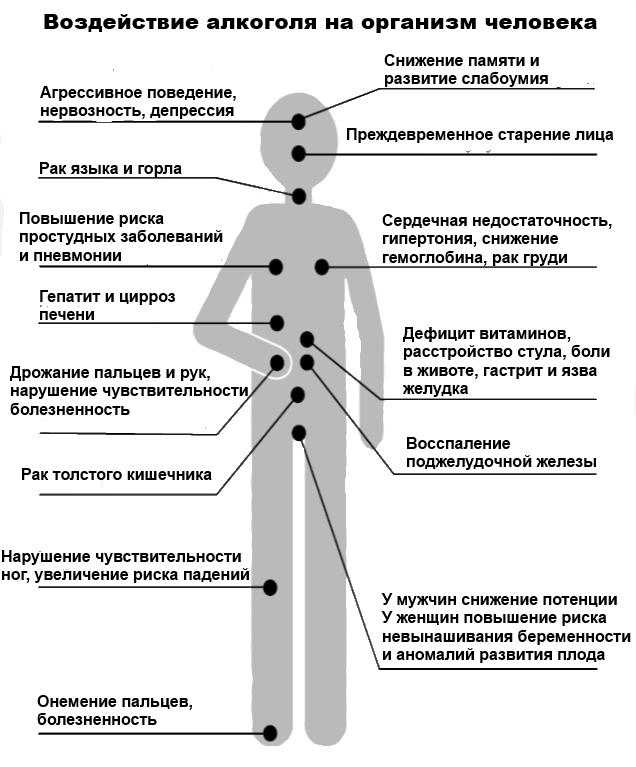 Воздействие алкоголя на организм человека
Снижение памяти и
развитие слабоумия
Агрессивное поведение,
нервозность, депрессия
Преждевременное старение лица
Рак языка и горла
Повышение риска
простудных заболеваний
и пневмонии
Сердечная недостаточность,
гипертония, снижение
гемоглобина, рак груди
Гепатит и цирроз
печени
Дефицит витаминов,
расстройство стула, боли
в животе, гастрит и язва
желудка
Дрожание пальцев и рук,
нарушение чувствительности
болезненность
Восспаление
поджелудочной железы
Рак толстого кишечника
Нарушение чувствительности
ног, увеличение риска падений
У мужчин снижение потенции
У женщин повышение риска
невынашивания беременности
и аномалий развития плода
Онемение пальцев,
болезненность